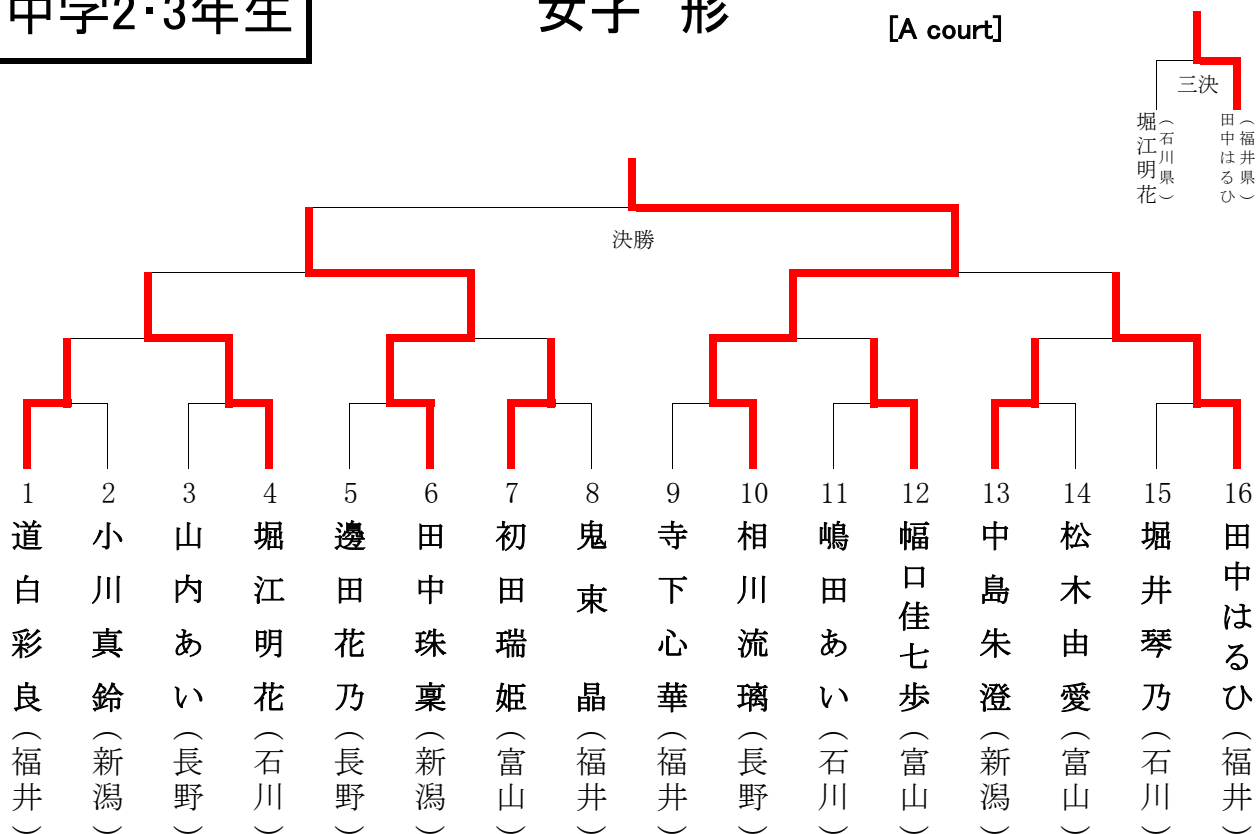 中学2・3年生
女子 形
[A court]
三決
堀江明花
(石川県)
田中はるひ
(福井県)
決勝
1 2 3 4 5 6 7 8 9 10 11 12 13 14 15 16
道白彩良(福井)
小川真鈴(新潟)
山内あい(長野)
堀江明花(石川)
邊田花乃(長野)
田中珠稟(新潟)
初田瑞姫(富山)
鬼束晶(福井)
寺下心華(福井)
相川流璃(長野)
嶋田あい(石川)
幅口佳七歩(富山)
中島朱澄(新潟)
松木由愛(富山)
堀井琴乃(石川)
田中はるひ(福井)